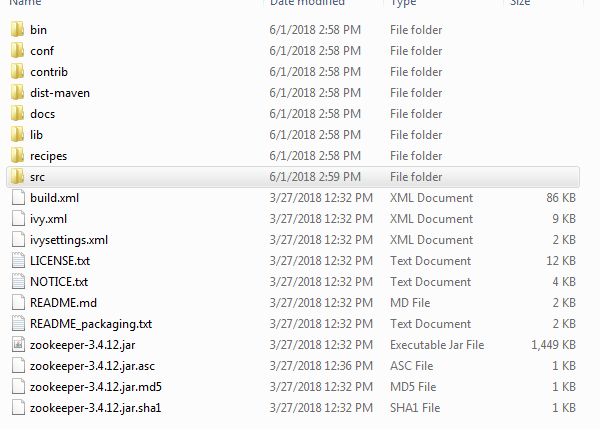 Name Date modified Type Size
bin 6/1/2018 2:58 PM File folder
conf 6/1/2018 2:58 PM File folder
contrib 6/1/2018 2:58 PM File folder
dist-maven 6/1/2018 2:58 PM File folder
docs 6/1/2018 2:58 PM File folder
lib 6/1/2018 2:58 PM File folder
recipes 6/1/2018 2:58 PM File folder
src 6/1/2018 2:59 PM File folder
build.xml 3/27/2018 12:32 PM XML Document 86 KB
ivy.xml 3/27/2018 12:32 PM XML Document 9 KB
ivysettings.xml 3/27/2018 12:32 PM XML Document 2 KB
LICENSE.txt 3/27/2018 12:32 PM Text Document 12 KB
NOTICE.txt 3/27/2018 12:32 PM Text Document 4 KB
README.md 3/27/2018 12:32 PM MD File 2 KB
README_packaging.txt 3/27/2018 12:32 PM Text Document 2 KB
zookeeper-3.4.12.jar 3/27/2018 12:32 PM Executable Jar File 1,449 KB
zookeeper-3.4.12.jar.asc 3/27/2018 12:36 PM ASC File 1 KB
zookeeper-3.4.12.jar.md5 3/27/2018 12:32 PM MD5 File 1 KB
zookeeper-3.4.12.jar.sha1 3/27/2018 12:32 PM SHA1 File 1 KB